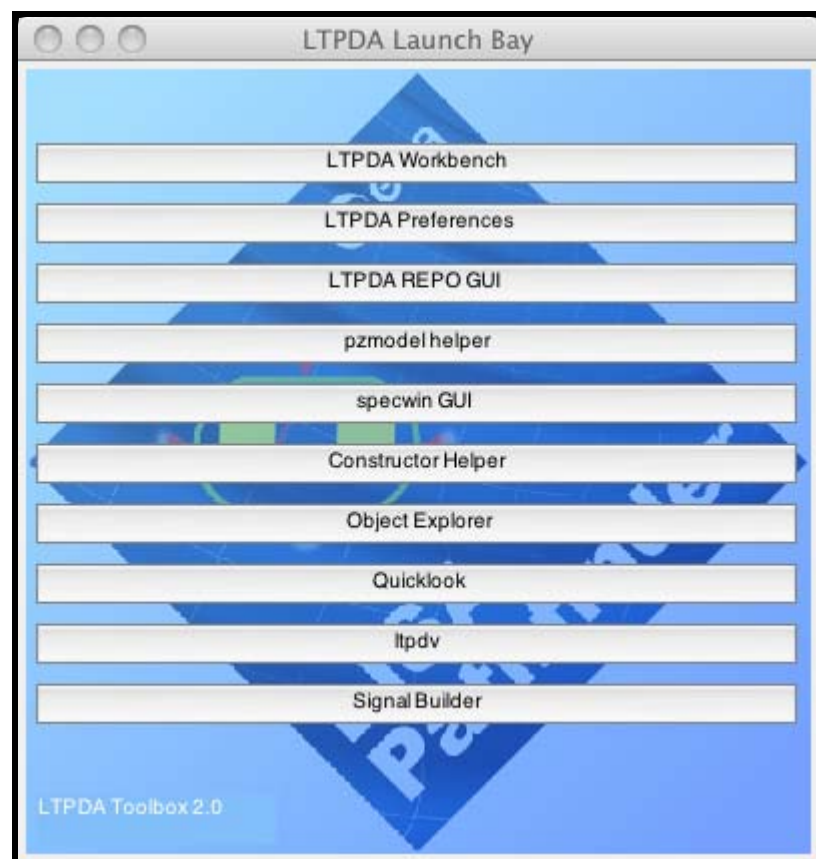 LTPDA Launch Bay
LTPDA Workbench
LTPDA Preferences
LTPDA REPO GUI
pzmodel helper
specwin GUI
Constructor Helper
Object Explorer
Quicklook
ltpdv
Signal Builder
LTPDA Toolbox 2.0